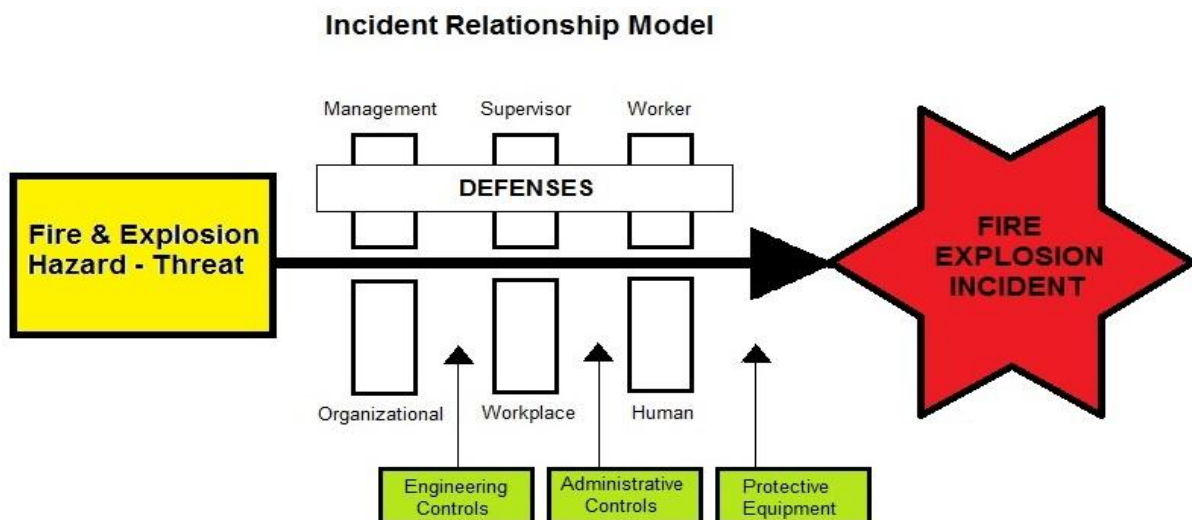 Incident Relationship Model
Management Supervisor Worker
DEFENSES
Fire & Explosion
Hazard - Threat
FIRE
EXPLOSION
INCIDENT
Organizational Workplace Human
Engineering
Controls
Administrative
Controls
Protective
Equipment